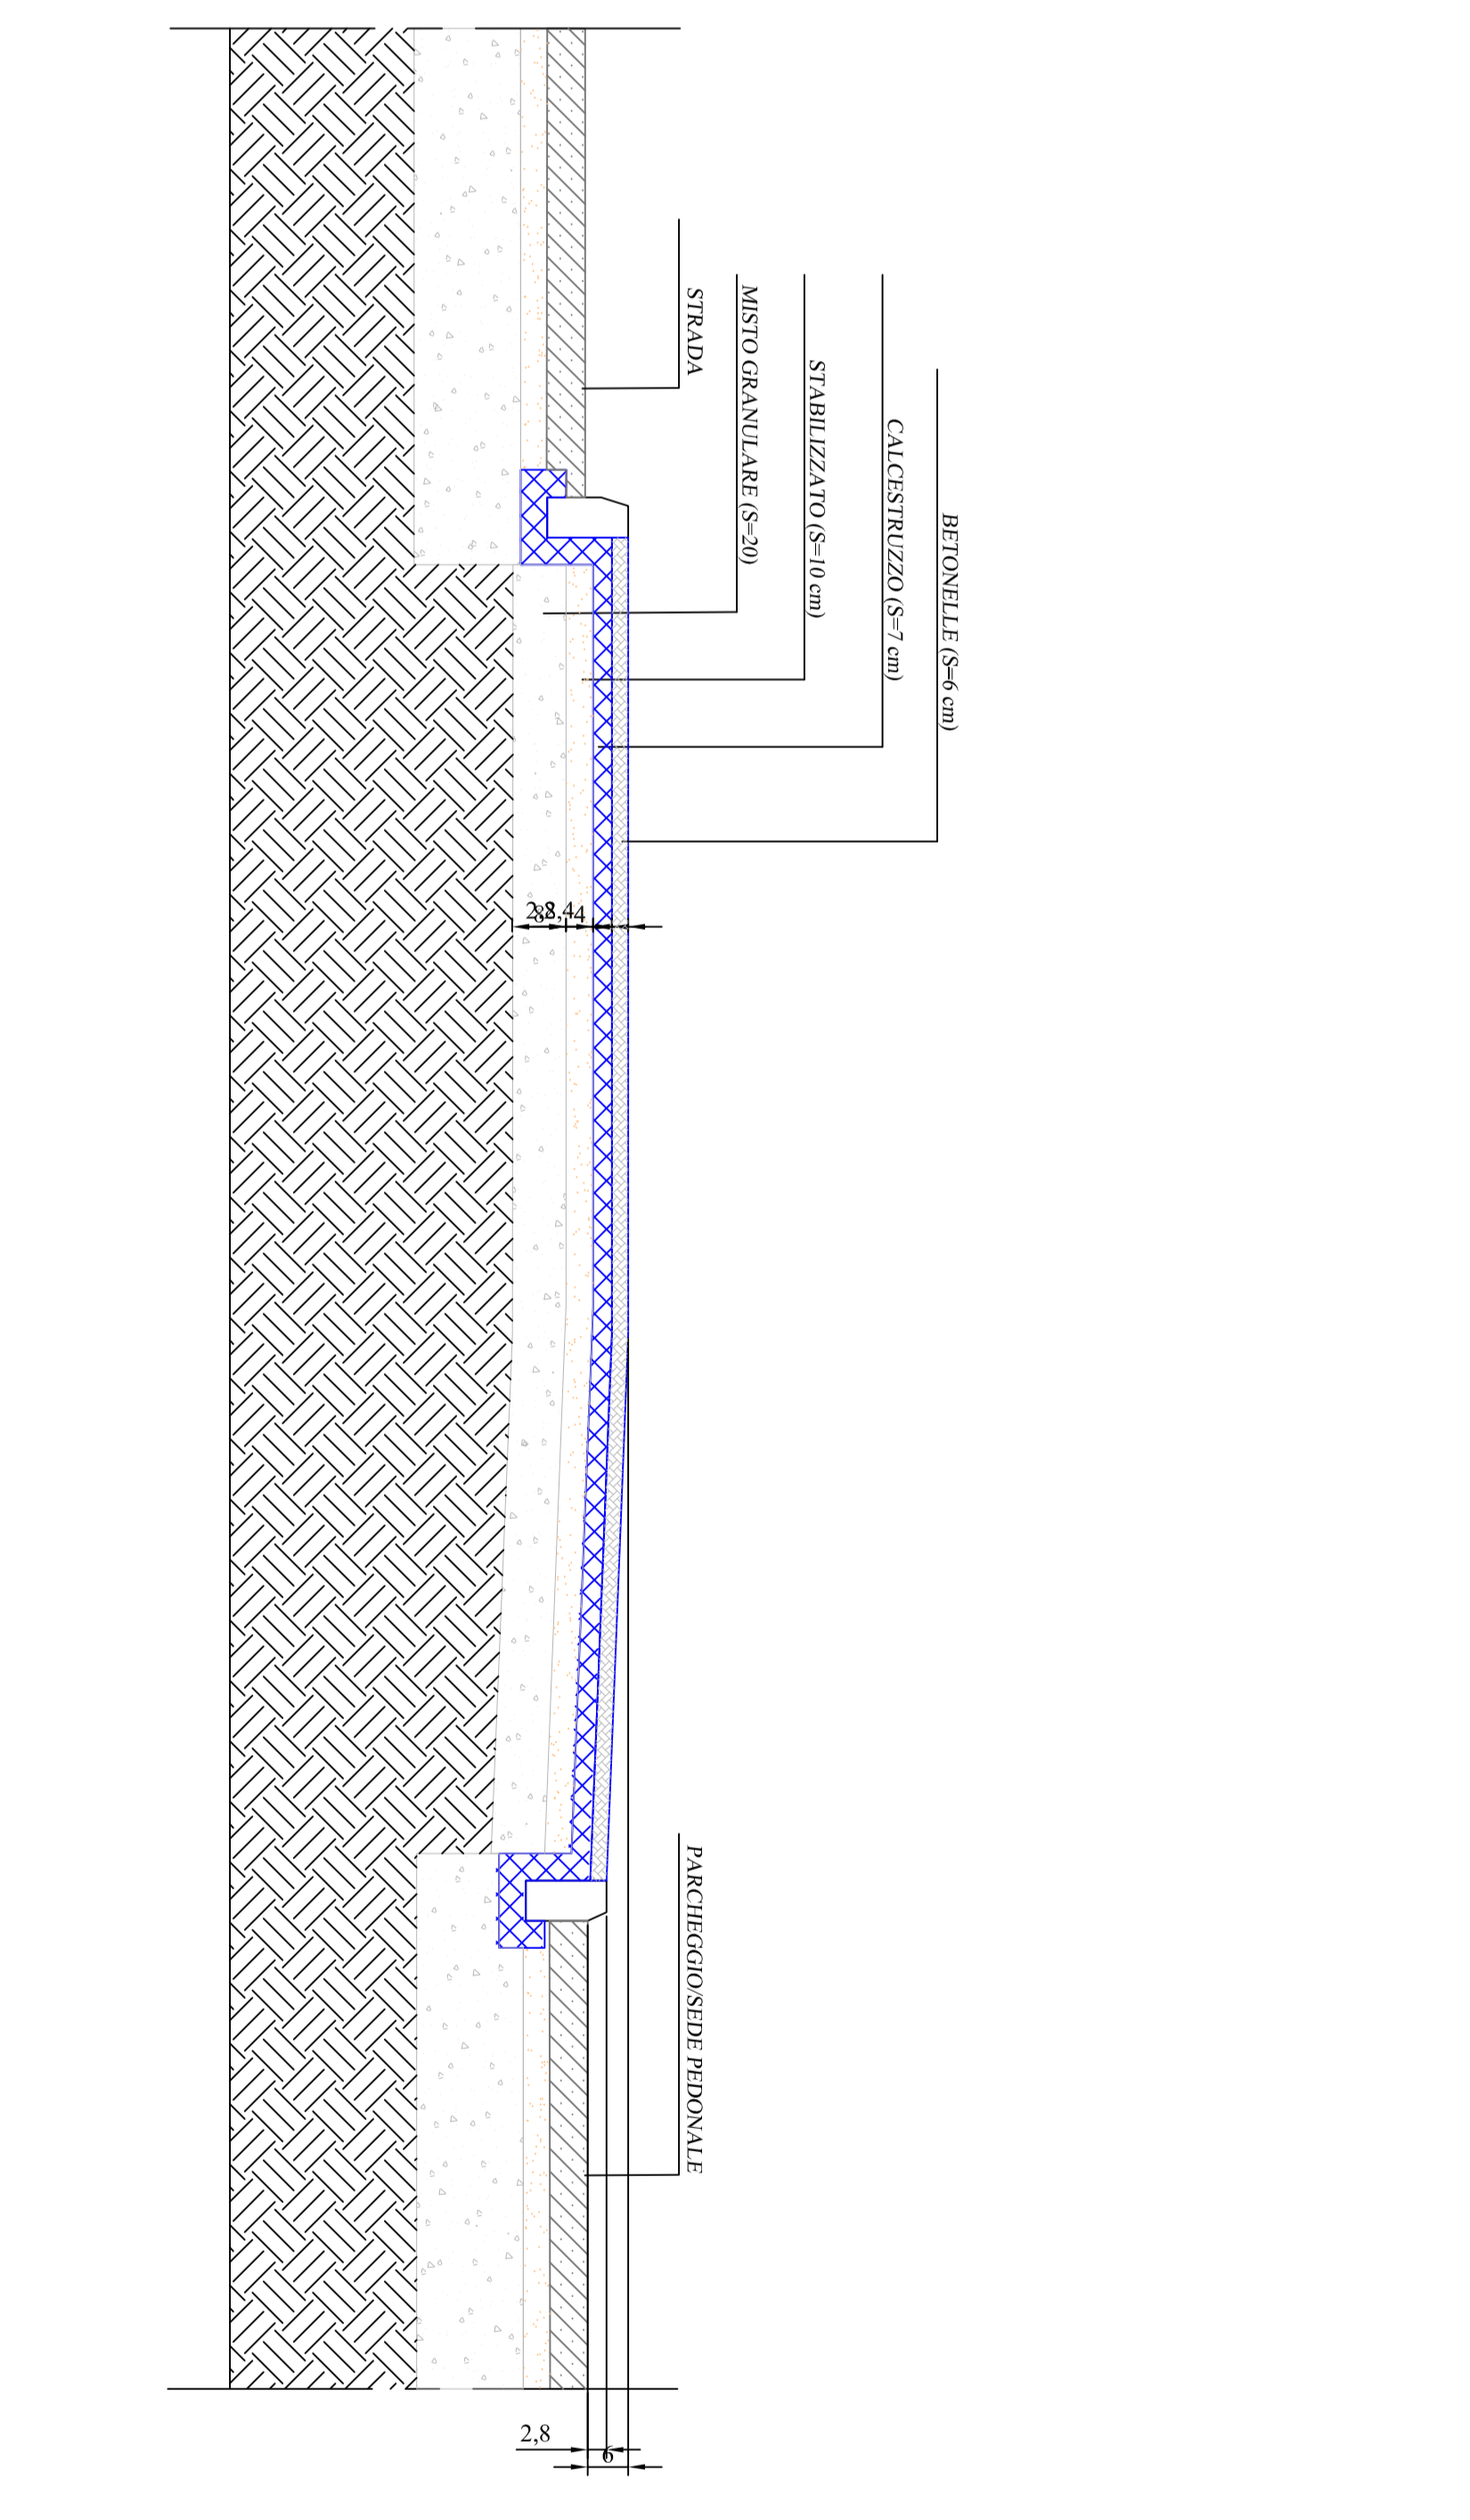 BETONELLE (S=6 cm)
CALCESTRUZZO (S=7 cm)
STABILIZZATO (S=10 cm)
MISTO GRANULARE (S=20)
STRADA
PARCHEGGIO/SEDE PEDONALE
2,8
6